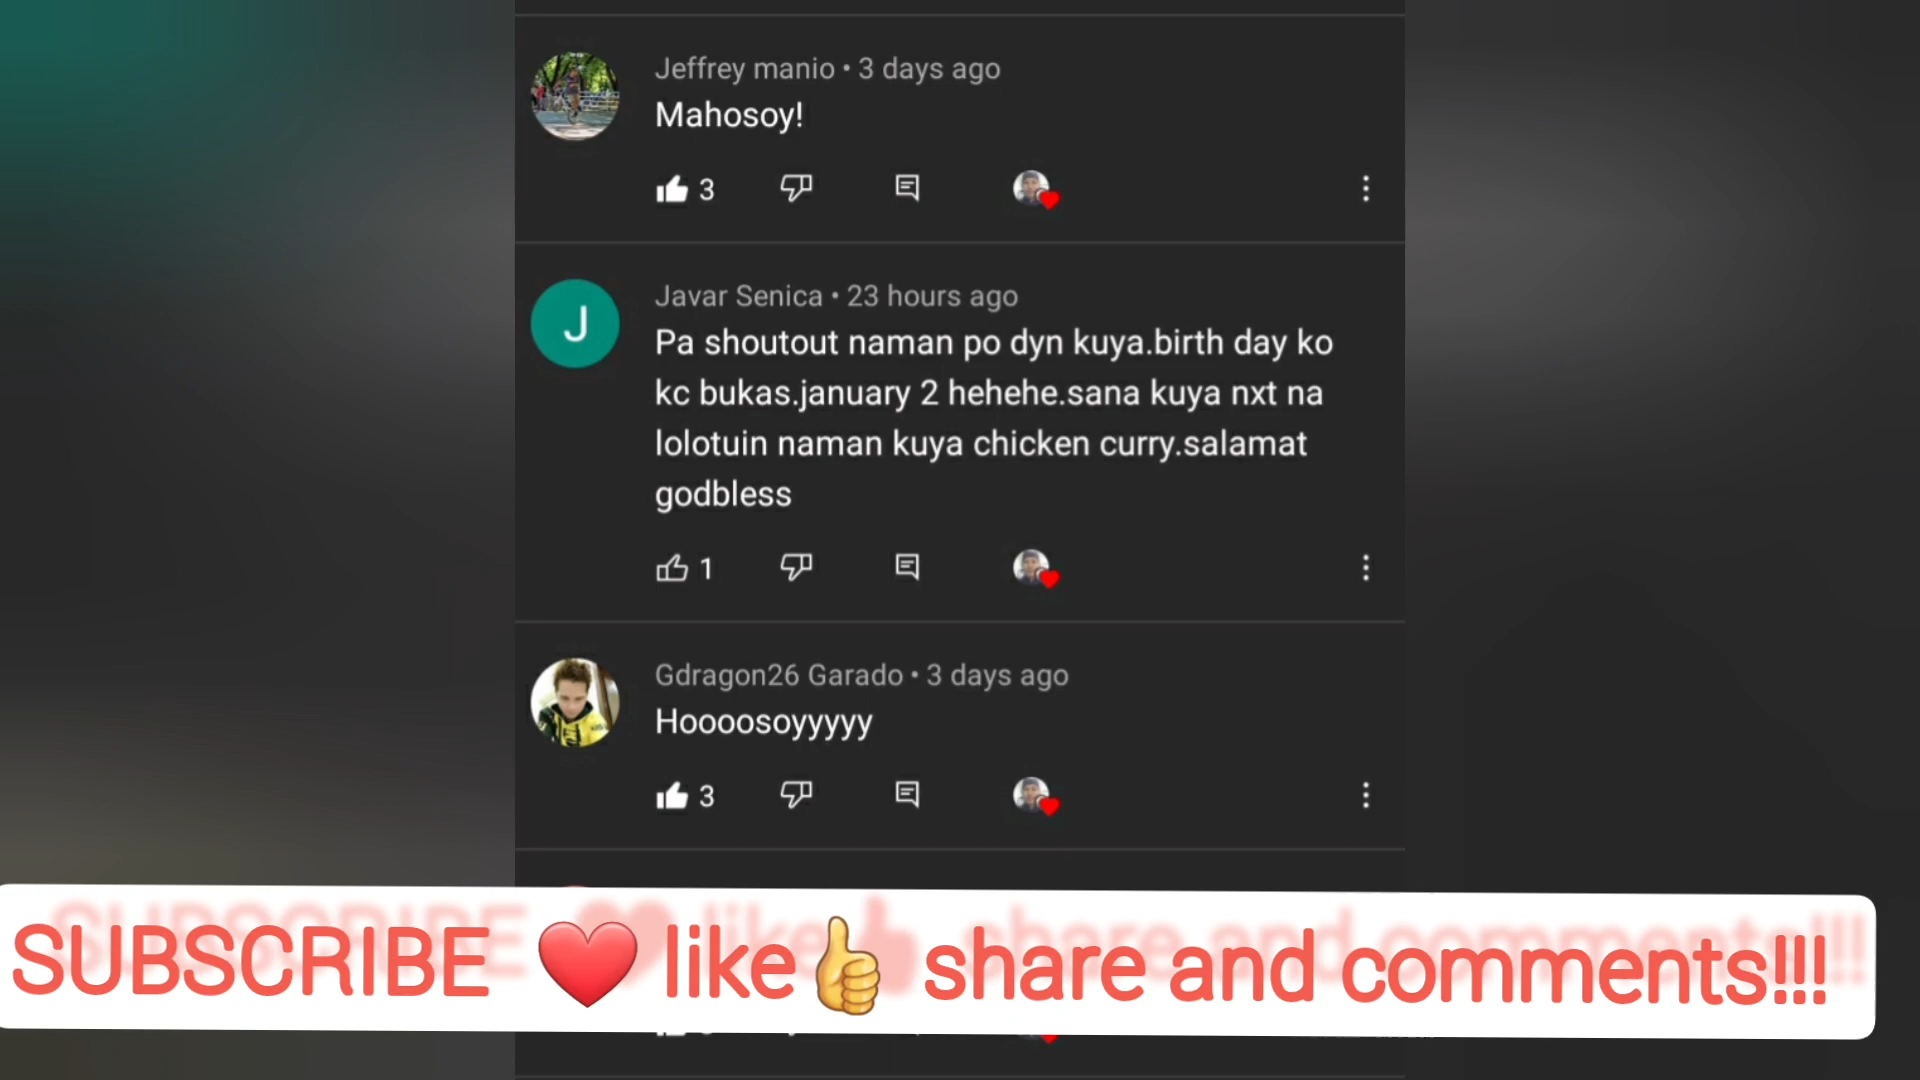 Jeffrey manio • 3 days ago
Mahosoy!
3
J
Javar Senica • 23 hours ago
Pa shoutout naman po dyn kuya.birth day ko
kc bukas.january 2 hehehe.sana kuya nxt na
lolotuin naman kuya chicken curry.salamat
godbless
1
Gdragon26 Garado • 3 days ago
Hoooosoyyyyy
3
SUBSCRIBE ❤️ like👍 share and comments!!!